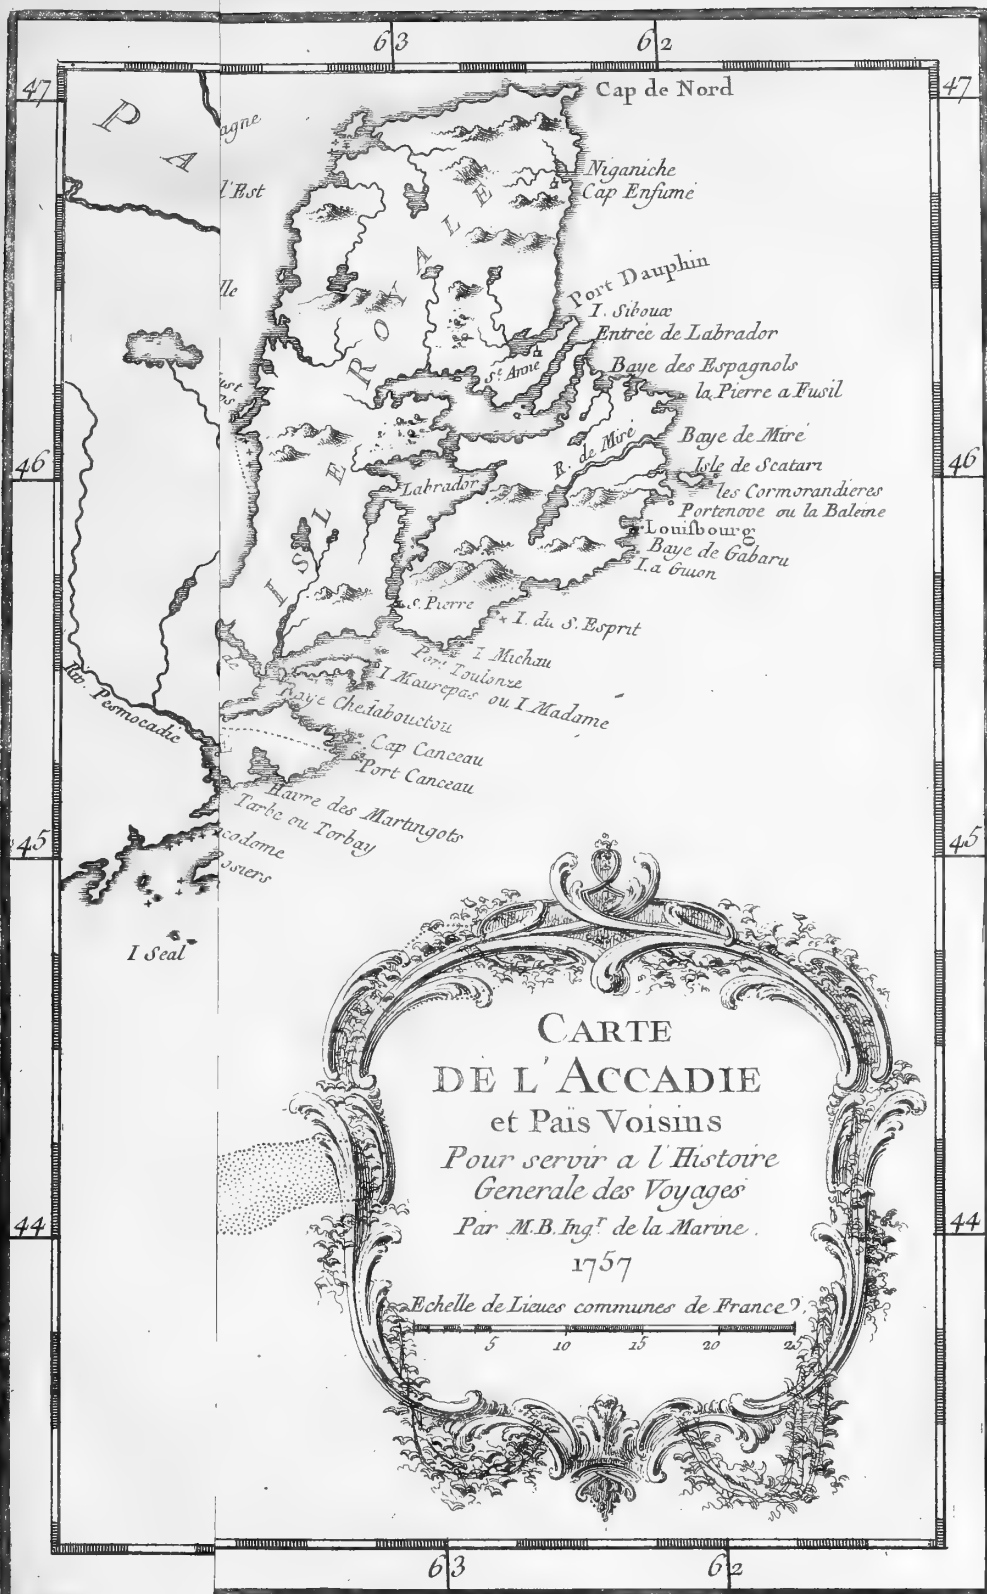 63
62
47
47
P
A
Cap de Nord
agne
l'Est
Niganiche
Cap Enfumé
lle
Port Dauphin
I. Siboux
Entrée de Labrador
Ste. Anne
Baye des Espagnols
la Pierre a Fusil
ISLE ROYALE
R. de Miré
Baye de Miré
46
46
Isle de Scatari
Labrador
les Cormorandieres
Portenove ou la Baleine
Louisbourg
Baye de Gabaru
I. a Guion
S. Pierre
I. du S. Esprit
I Michau
Port Toulouze
I Maurepas ou I Madame
Riv. Pesmocadie
Baye Chedabouctou
Cap Canceau
Port Canceau
Havre des Martingots
Tarbe ou Torbay
45
45
codome
osiers
I Seal
CARTE
DE L'ACCADIE
et Païs Voisins
Pour servir a l'Histoire
Generale des Voyages
Par M.B. Ingr. de la Marine.
1757
44
44
Echelle de Lieues communes de France
5 10 15 20 25
63
62